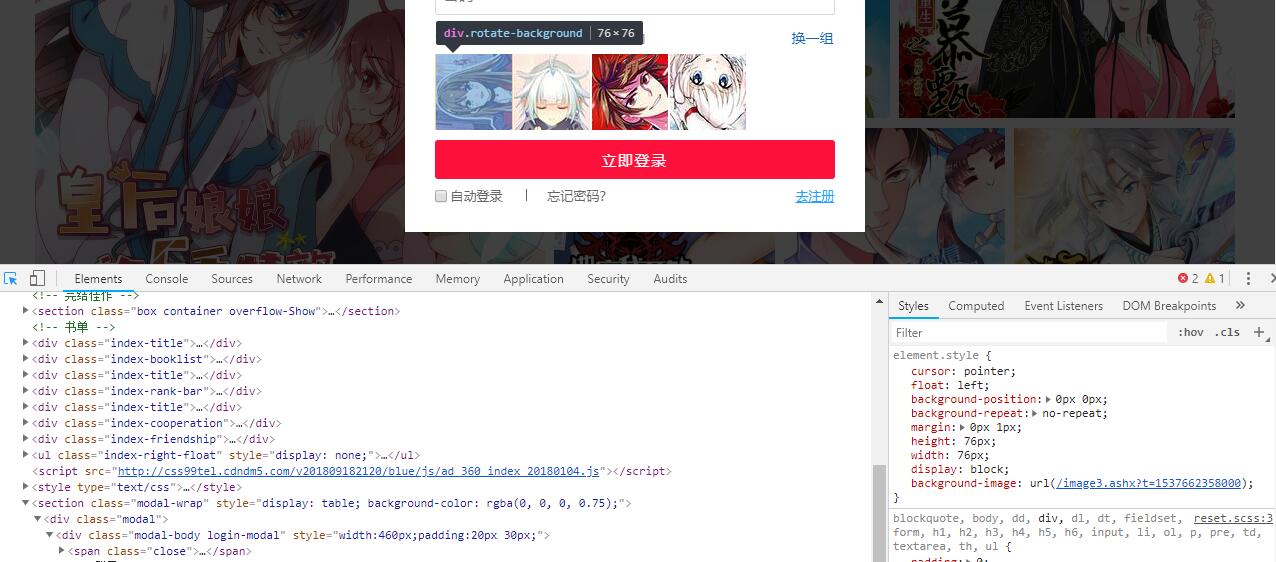 重生
慕
甄
div.rotate-background | 76×76
换一组
皇后娘娘
立即登录
自动登录 | 忘记密码?
去注册
Elements Console Sources Network Performance Memory Application Security Audits
2 1
<!-- 完结佳作 -->
<section class="box container overflow-Show">…</section>
<!-- 书单 -->
<div class="index-title">…</div>
<div class="index-booklist">…</div>
<div class="index-title">…</div>
<div class="index-rank-bar">…</div>
<div class="index-title">…</div>
<div class="index-cooperation">…</div>
<div class="index-friendship">…</div>
<ul class="index-right-float" style="display: none;">…</ul>
<script src="http://css99tel.cdndm5.com/v201809182120/blue/js/ad_360_index_20180104.js"></script>
<style type="text/css">…</style>
<section class="modal-wrap" style="display: table; background-color: rgba(0, 0, 0, 0.75);">
<div class="modal">
<div class="modal-body login-modal" style="width:460px;padding:20px 30px;">
<span class="close">…</span>
Styles Computed Event Listeners DOM Breakpoints »
Filter :hov .cls +
element.style {
cursor: pointer;
float: left;
background-position: 0px 0px;
background-repeat: no-repeat;
margin: 0px 1px;
height: 76px;
width: 76px;
display: block;
background-image: url(/image3.ashx?t=1537662358000);
}
blockquote, body, dd, div, dl, dt, fieldset, reset.scss:3
form, h1, h2, h3, h4, h5, h6, input, li, ol, p, pre, td,
textarea, th, ul {
padding: 0;